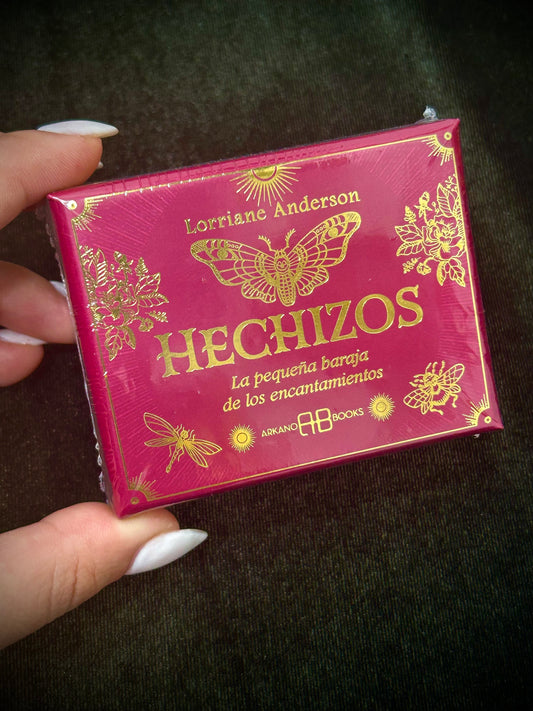 Lorriane Anderson
HECHIZOS
La pequeña baraja
de los encantamientos
ARKANO AB BOOKS